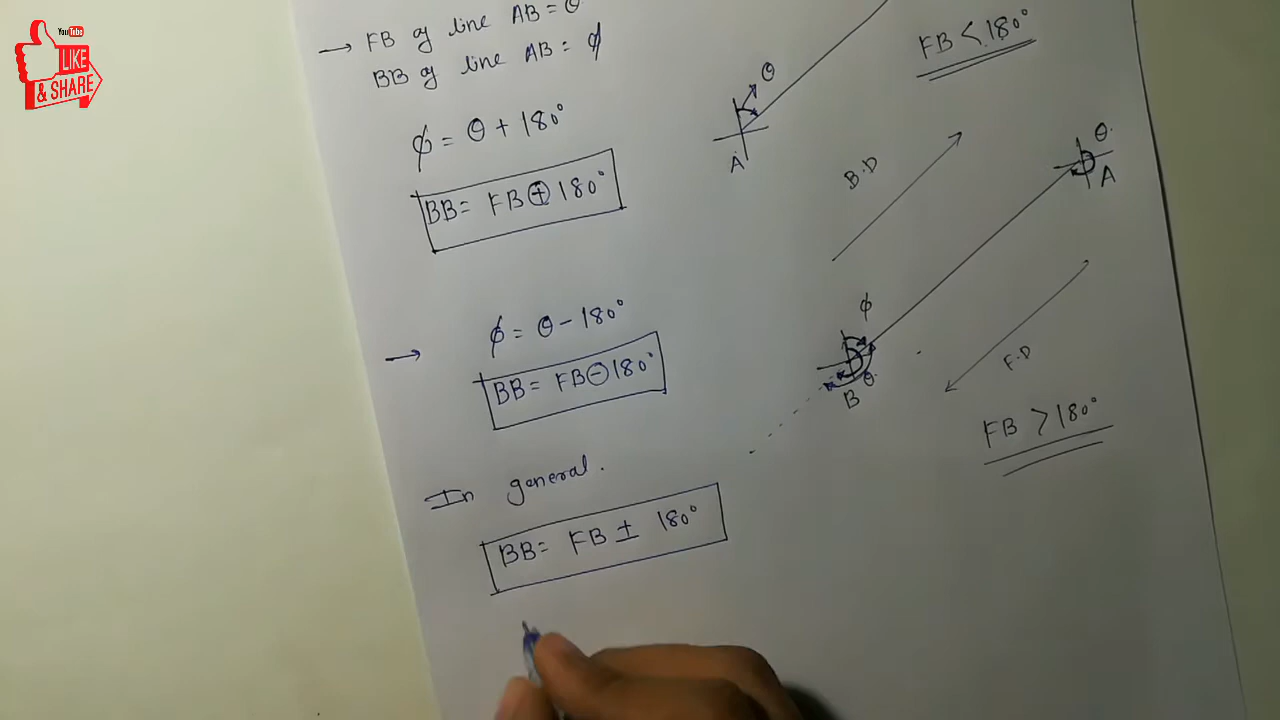 YouTube
LIKE
& SHARE
→ FB of line AB = θ
BB of line AB = ϕ
ϕ = θ + 180°
BB = FB ⊕ 180°
→ ϕ = θ - 180°
BB = FB ⊖ 180°
In general.
BB = FB ± 180°
θ
A
FB < 180°
B.D
θ
A
ϕ
θ
B
F.D
FB > 180°